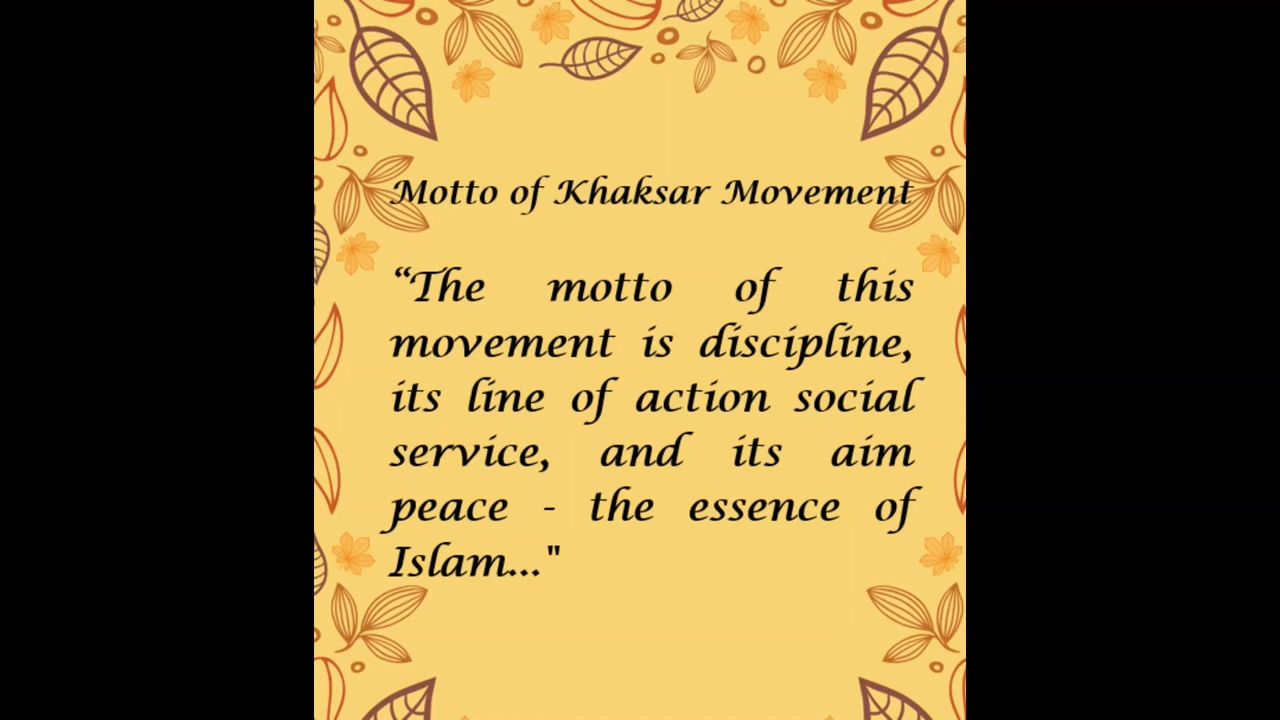 Motto of Khaksar Movement
“The motto of this
movement is discipline,
its line of action social
service, and its aim
peace - the essence of
Islam..."